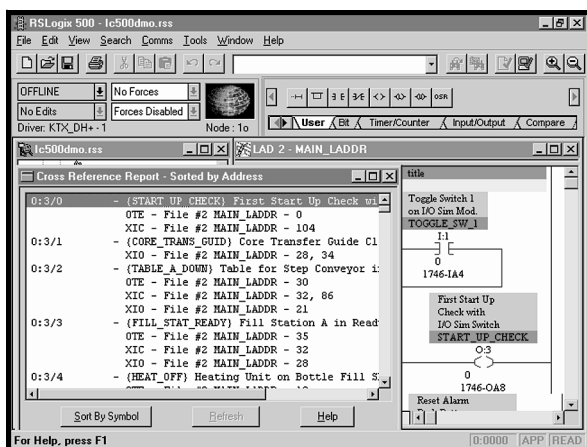 RSLogix 500 - lc500dmo.rss
File Edit View Search Comms Tools Window Help
OFFLINE No Forces
No Edits Forces Disabled
Driver: KTX_DH+ - 1 Node : 1o
OSR
User Bit Timer/Counter Input/Output Compare
lc500dmo.rss
LAD 2 - MAIN_LADDR
Cross Reference Report - Sorted by Address
O:3/0 - {START_UP_CHECK} First Start Up Check wi
OTE - File #2 MAIN_LADDR - 0
XIC - File #2 MAIN_LADDR - 104
O:3/1 - {CORE_TRANS_GUID} Core Transfer Guide Cl
XIO - File #2 MAIN_LADDR - 28, 34
O:3/2 - {TABLE_A_DOWN} Table for Step Conveyor i
OTE - File #2 MAIN_LADDR - 30
XIC - File #2 MAIN_LADDR - 32, 86
XIO - File #2 MAIN_LADDR - 21
O:3/3 - {FILL_STAT_READY} Fill Station A in Read
OTE - File #2 MAIN_LADDR - 35
XIC - File #2 MAIN_LADDR - 32
XIO - File #2 MAIN_LADDR - 28
O:3/4 - {HEAT_OFF} Heating Unit on Bottle Fill S
Sort By Symbol Refresh Help
title
Toggle Switch 1
on I/O Sim Mod.
TOGGLE_SW_1
I:1
0
1746-IA4
First Start Up
Check with
I/O Sim Switch
START_UP_CHECK
O:3
0
1746-OA8
Reset Alarm
For Help, press F1 0:0000 APP READ